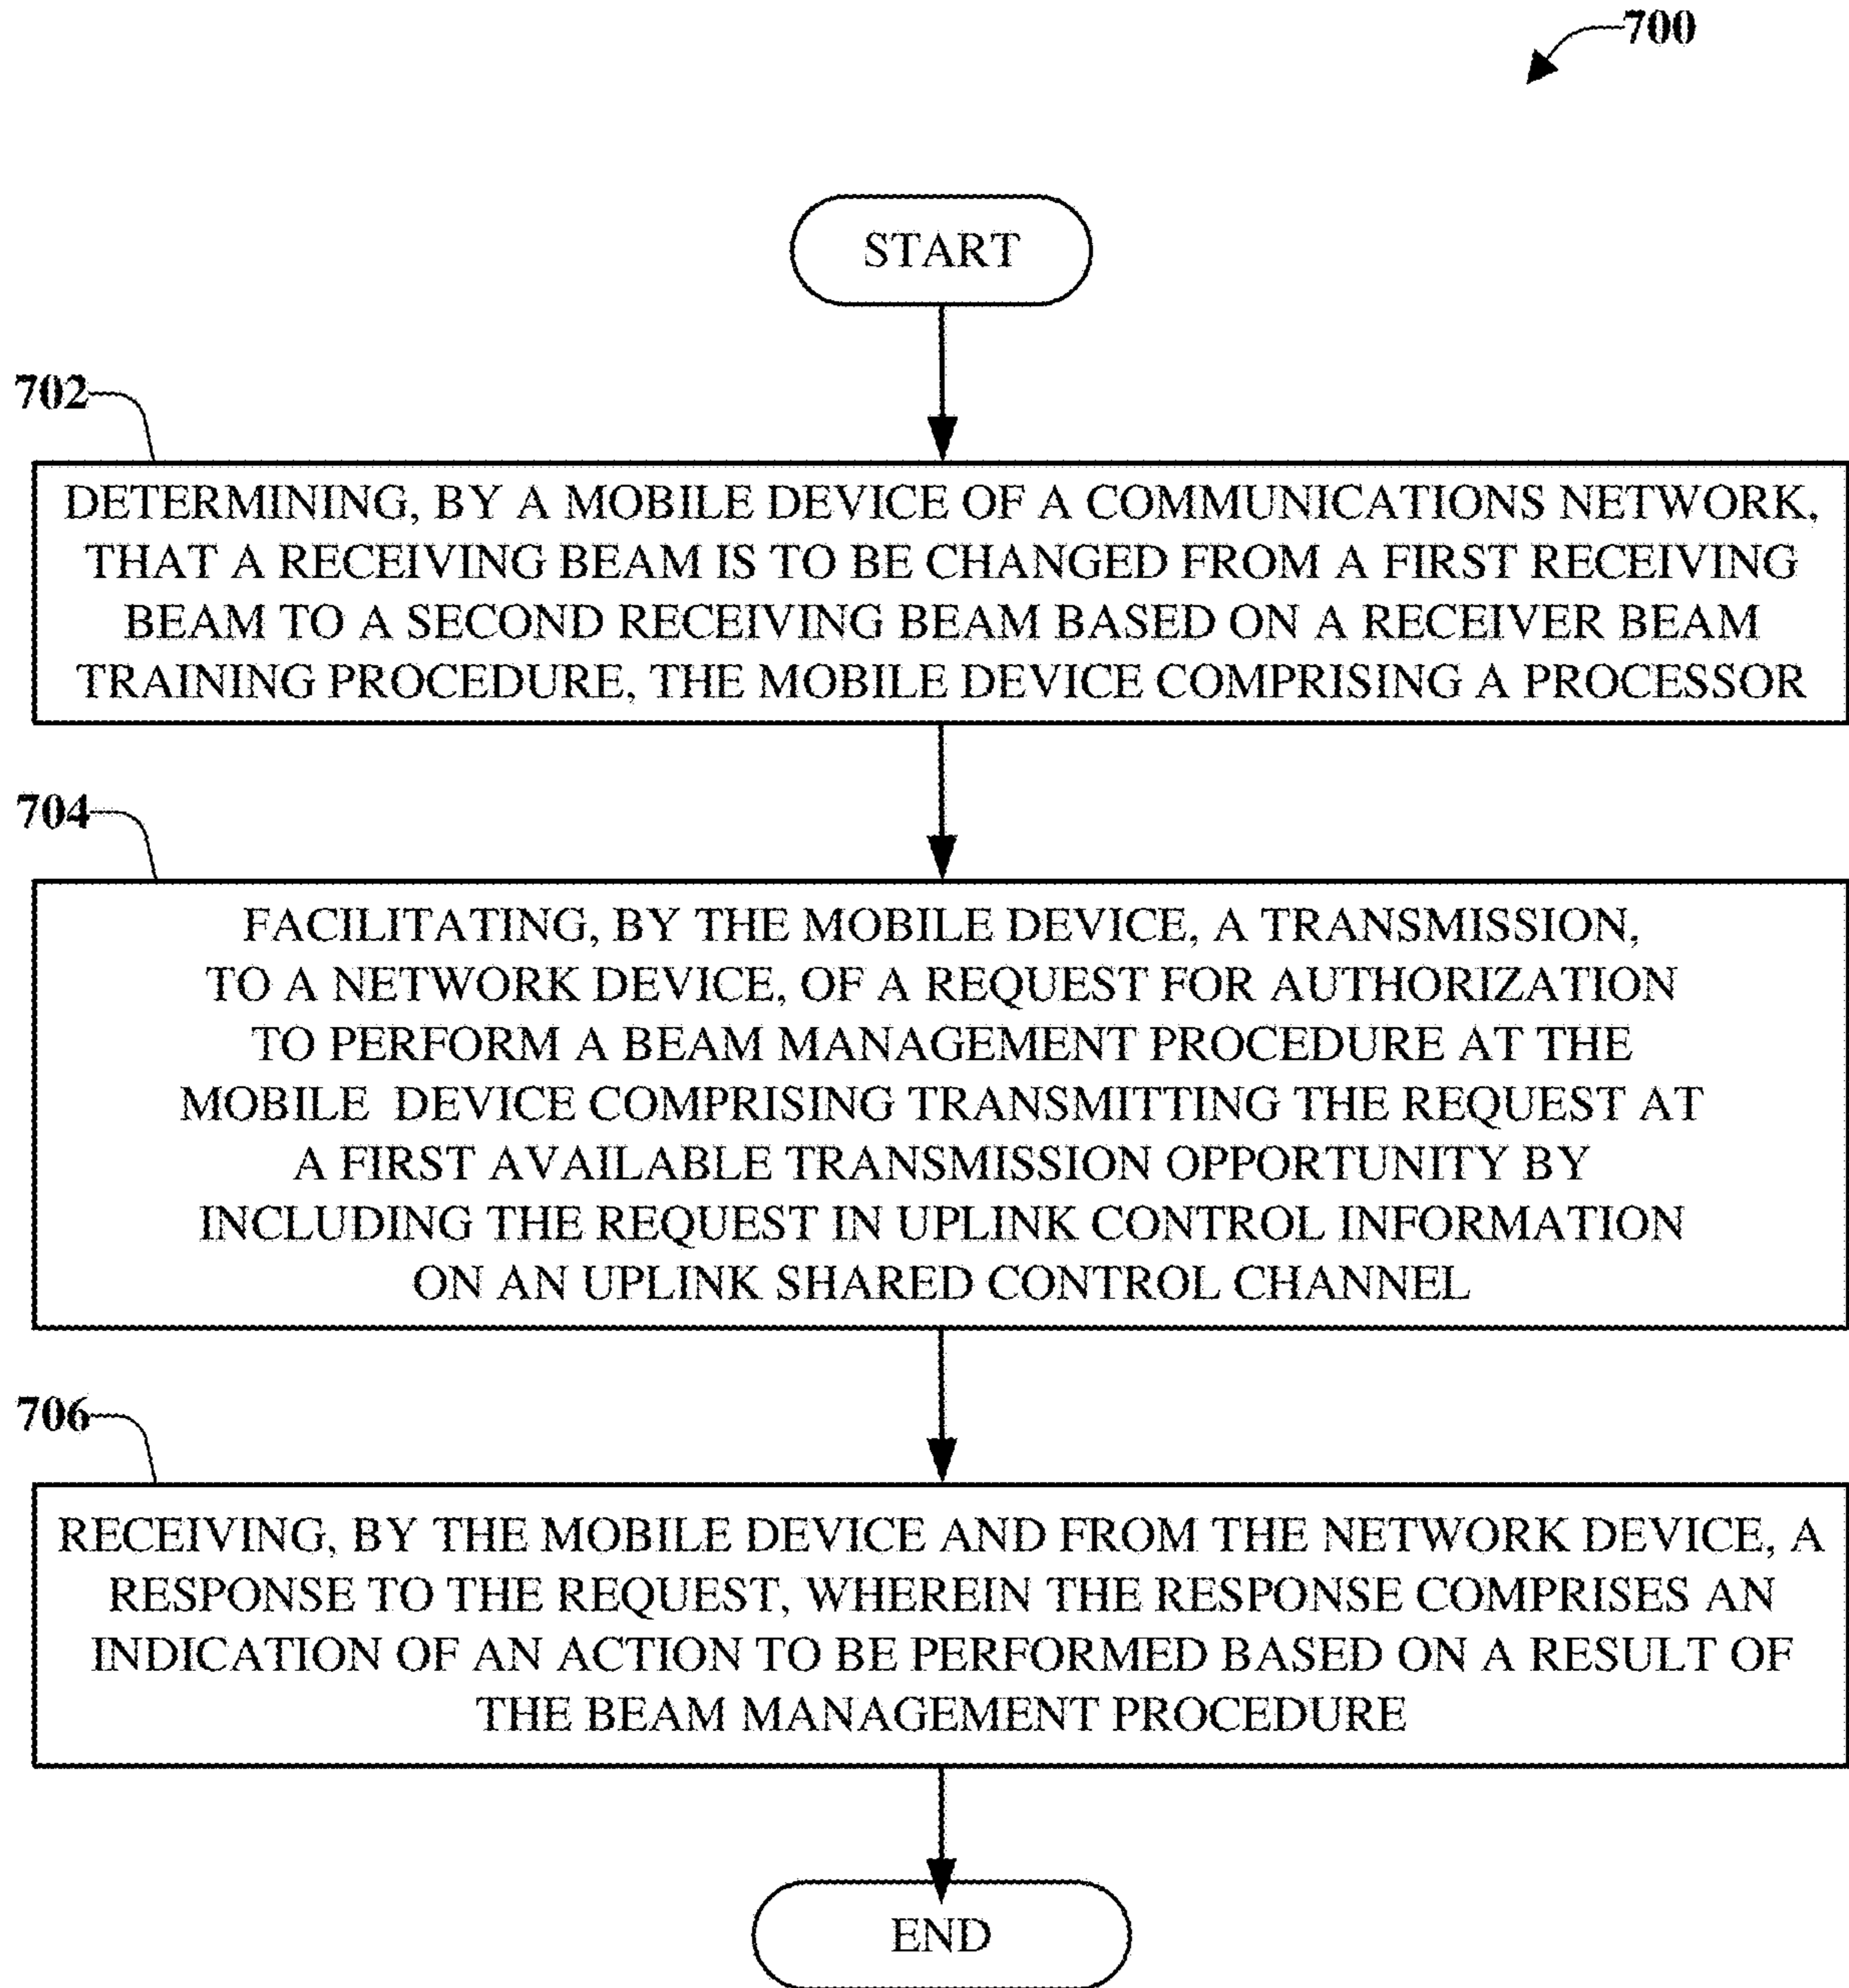 700
START
702
DETERMINING, BY A MOBILE DEVICE OF A COMMUNICATIONS NETWORK,
THAT A RECEIVING BEAM IS TO BE CHANGED FROM A FIRST RECEIVING
BEAM TO A SECOND RECEIVING BEAM BASED ON A RECEIVER BEAM
TRAINING PROCEDURE, THE MOBILE DEVICE COMPRISING A PROCESSOR
704
FACILITATING, BY THE MOBILE DEVICE, A TRANSMISSION,
TO A NETWORK DEVICE, OF A REQUEST FOR AUTHORIZATION
TO PERFORM A BEAM MANAGEMENT PROCEDURE AT THE
MOBILE DEVICE COMPRISING TRANSMITTING THE REQUEST AT
A FIRST AVAILABLE TRANSMISSION OPPORTUNITY BY
INCLUDING THE REQUEST IN UPLINK CONTROL INFORMATION
ON AN UPLINK SHARED CONTROL CHANNEL
706
RECEIVING, BY THE MOBILE DEVICE AND FROM THE NETWORK DEVICE, A
RESPONSE TO THE REQUEST, WHEREIN THE RESPONSE COMPRISES AN
INDICATION OF AN ACTION TO BE PERFORMED BASED ON A RESULT OF
THE BEAM MANAGEMENT PROCEDURE
END